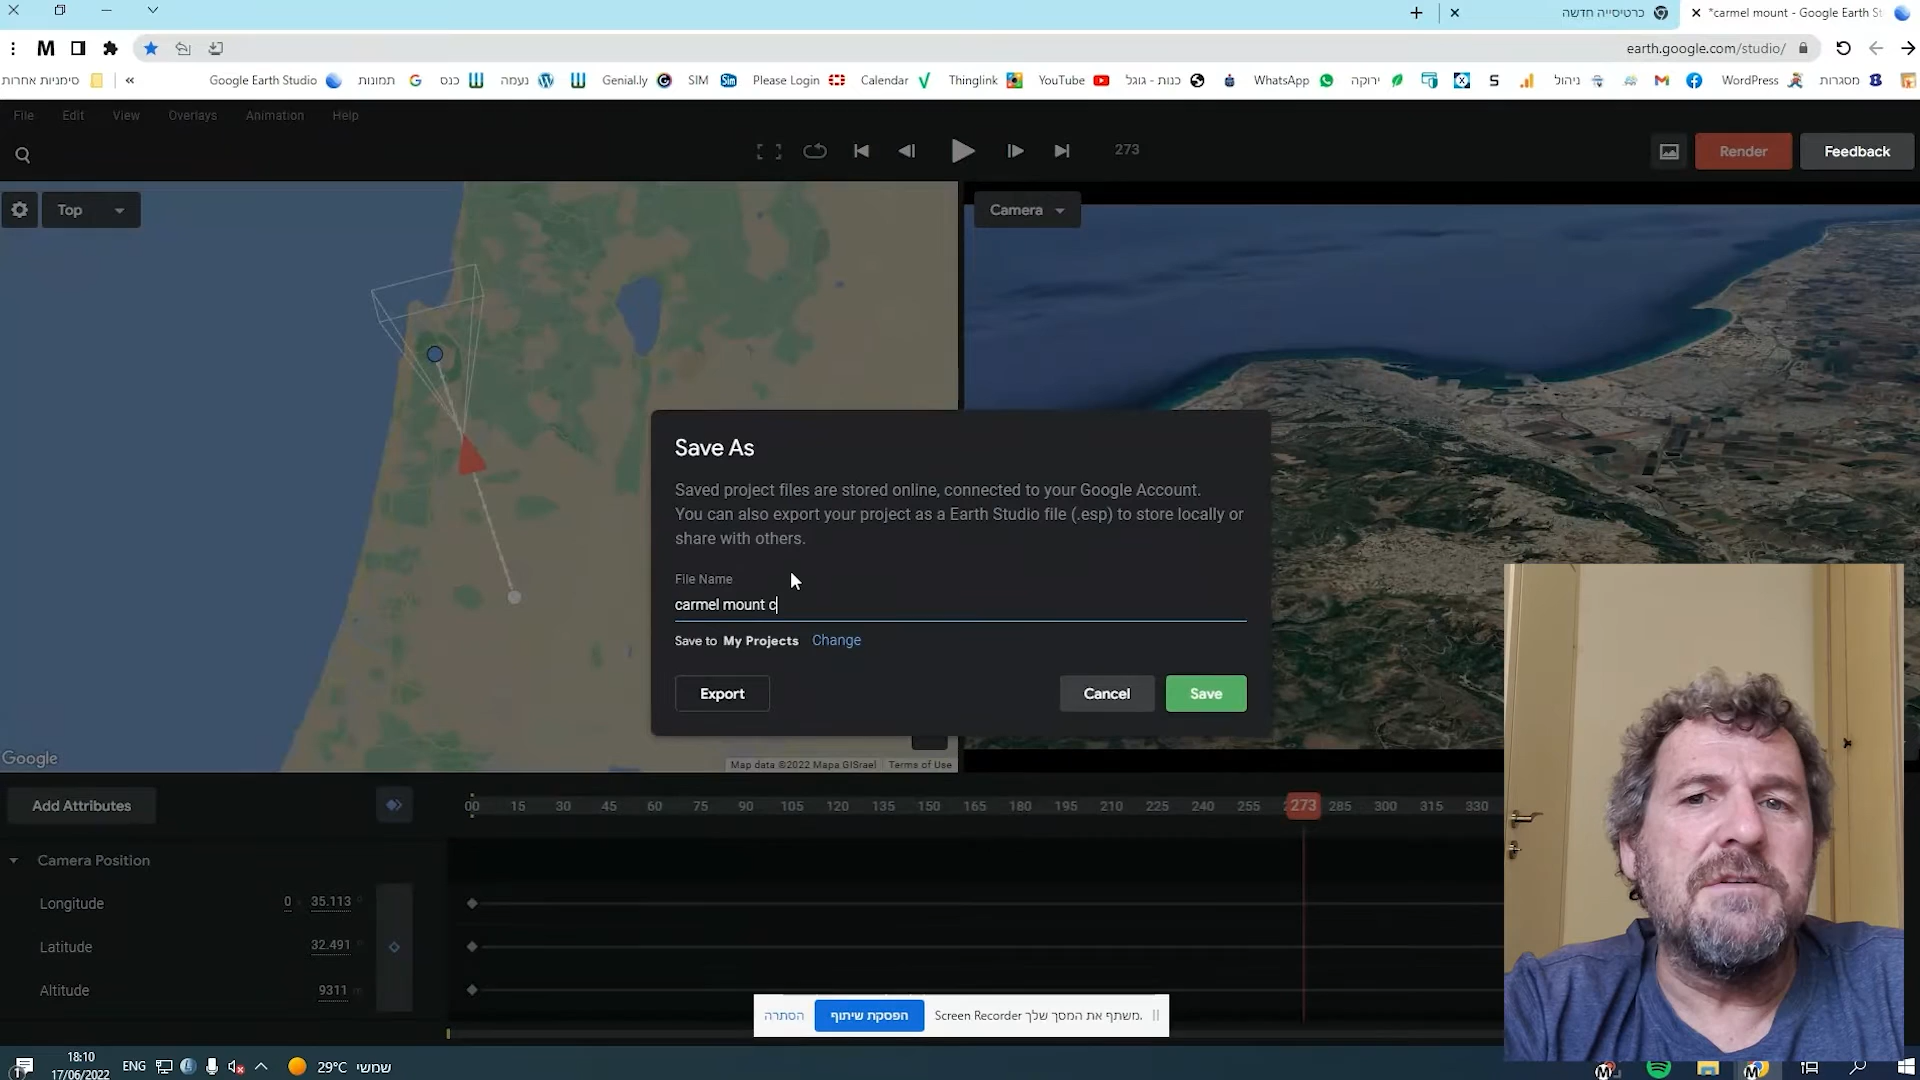 כרטיסייה חדשה
*carmel mount - Google Earth St
earth.google.com/studio/
סימניות אחרות
«
Google Earth Studio
תמונות
כנס
נעמה
Genial.ly
SIM
Please Login
Calendar
Thinglink
YouTube
כנות - גוגל
WhatsApp
ירוקה
ניהול
WordPress
מסגרות
File Edit View Overlays Animation Help
273
Render
Feedback
Top
Camera
Save As
Saved project files are stored online, connected to your Google Account.
You can also export your project as a Earth Studio file (.esp) to store locally or
share with others.
File Name
carmel mount c
Save to My Projects Change
Export
Cancel
Save
Google
Map data ©2022 Mapa GISrael Terms of Use
Add Attributes
00 15 30 45 60 75 90 105 120 135 150 165 180 195 210 225 240 255 273 285 300 315 330
Camera Position
Longitude 0 35.113 °
Latitude 32.491 °
Altitude 9311 m
הסתרה
הפסקת שיתוף
Screen Recorder משתף את המסך שלך.
18:10
17/06/2022
ENG
29°C שמשי